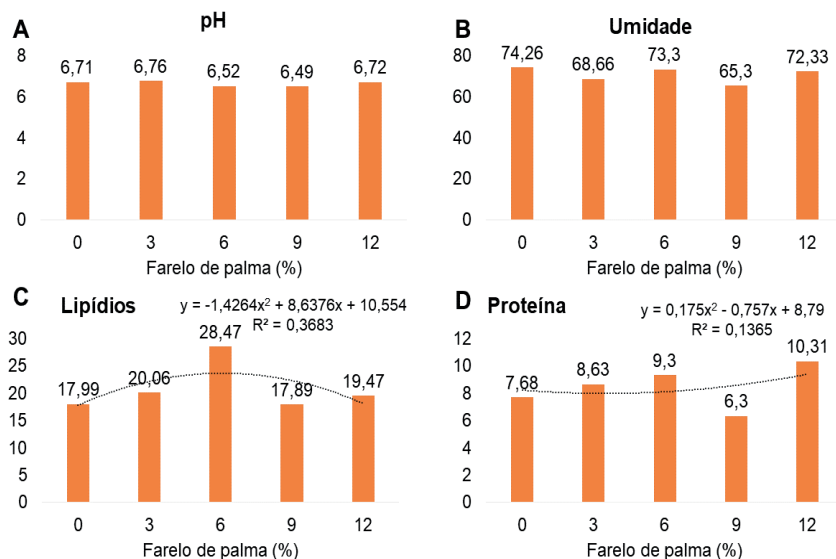 A
pH
8
6
4
2
0
6,71
6,76
6,52
6,49
6,72
0 3 6 9 12
Farelo de palma (%)
B
Umidade
80
60
40
20
0
74,26
68,66
73,3
65,3
72,33
0 3 6 9 12
Farelo de palma (%)
C
Lipídios
y = -1,4264x² + 8,6376x + 10,554
R² = 0,3683
30
25
20
15
10
5
0
17,99
20,06
28,47
17,89
19,47
0 3 6 9 12
Farelo de palma (%)
D
Proteína
y = 0,175x² - 0,757x + 8,79
R² = 0,1365
12
10
8
6
4
2
0
7,68
8,63
9,3
6,3
10,31
0 3 6 9 12
Farelo de palma (%)